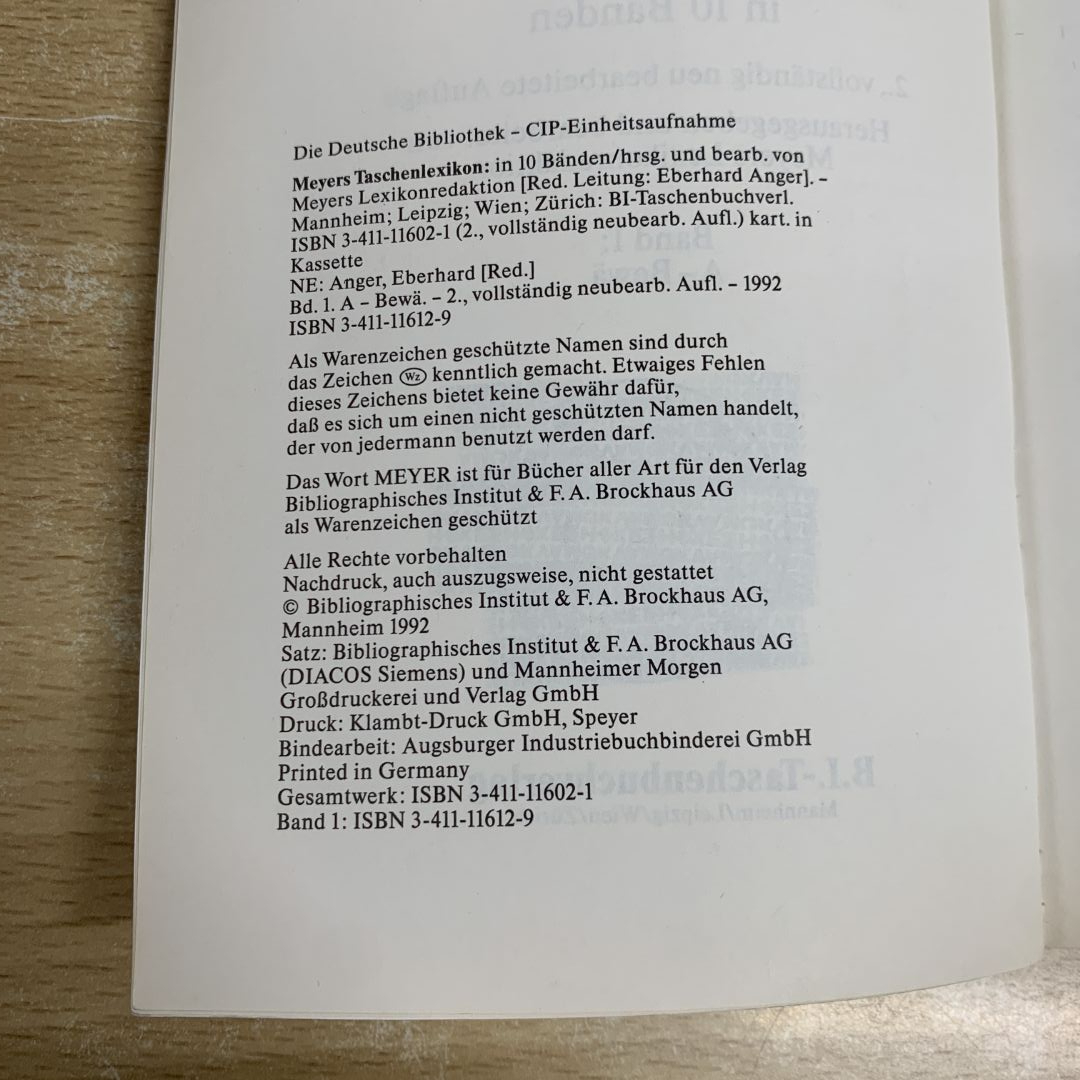 Die Deutsche Bibliothek – CIP-Einheitsaufnahme
Meyers Taschenlexikon: in 10 Bänden/hrsg. und bearb. von
Meyers Lexikonredaktion [Red. Leitung: Eberhard Anger]. –
Mannheim; Leipzig; Wien; Zürich: BI-Taschenbuchverl.
ISBN 3-411-11602-1 (2., vollständig neubearb. Aufl.) kart. in
Kassette
NE: Anger, Eberhard [Red.]
Bd. 1. A – Bewä. – 2., vollständig neubearb. Aufl. – 1992
ISBN 3-411-11612-9
Als Warenzeichen geschützte Namen sind durch
das Zeichen Wz kenntlich gemacht. Etwaiges Fehlen
dieses Zeichens bietet keine Gewähr dafür,
daß es sich um einen nicht geschützten Namen handelt,
der von jedermann benutzt werden darf.
Das Wort MEYER ist für Bücher aller Art für den Verlag
Bibliographisches Institut & F. A. Brockhaus AG
als Warenzeichen geschützt
Alle Rechte vorbehalten
Nachdruck, auch auszugsweise, nicht gestattet
© Bibliographisches Institut & F. A. Brockhaus AG,
Mannheim 1992
Satz: Bibliographisches Institut & F. A. Brockhaus AG
(DIACOS Siemens) und Mannheimer Morgen
Großdruckerei und Verlag GmbH
Druck: Klambt-Druck GmbH, Speyer
Bindearbeit: Augsburger Industriebuchbinderei GmbH
Printed in Germany
Gesamtwerk: ISBN 3-411-11602-1
Band 1: ISBN 3-411-11612-9